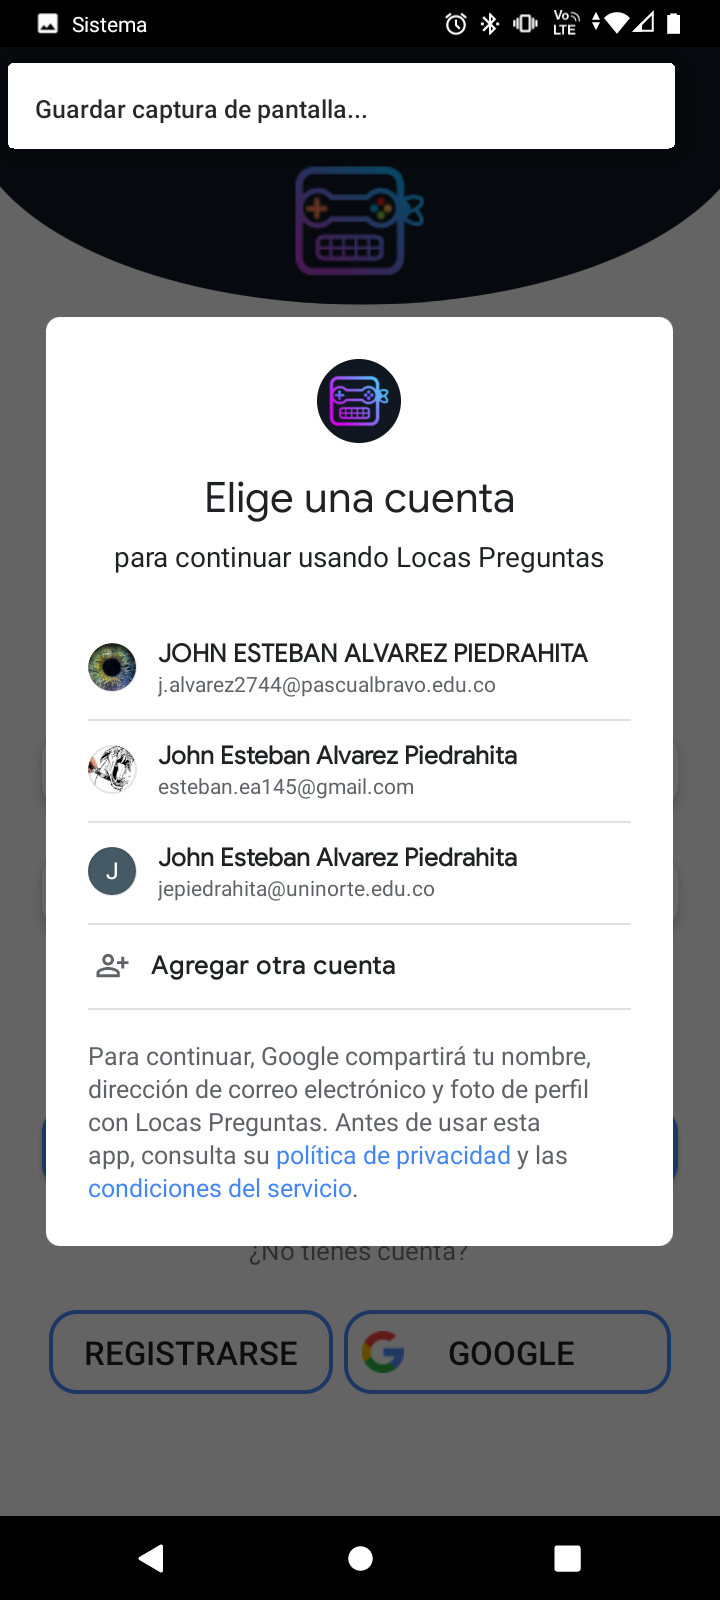 Sistema
Vo LTE
Guardar captura de pantalla...
Elige una cuenta
para continuar usando Locas Preguntas
JOHN ESTEBAN ALVAREZ PIEDRAHITA
j.alvarez2744@pascualbravo.edu.co
John Esteban Alvarez Piedrahita
esteban.ea145@gmail.com
J
John Esteban Alvarez Piedrahita
jepiedrahita@uninorte.edu.co
Agregar otra cuenta
Para continuar, Google compartirá tu nombre,
dirección de correo electrónico y foto de perfil
con Locas Preguntas. Antes de usar esta
app, consulta su política de privacidad y las
condiciones del servicio.
¿No tienes cuenta?
REGISTRARSE
GOOGLE